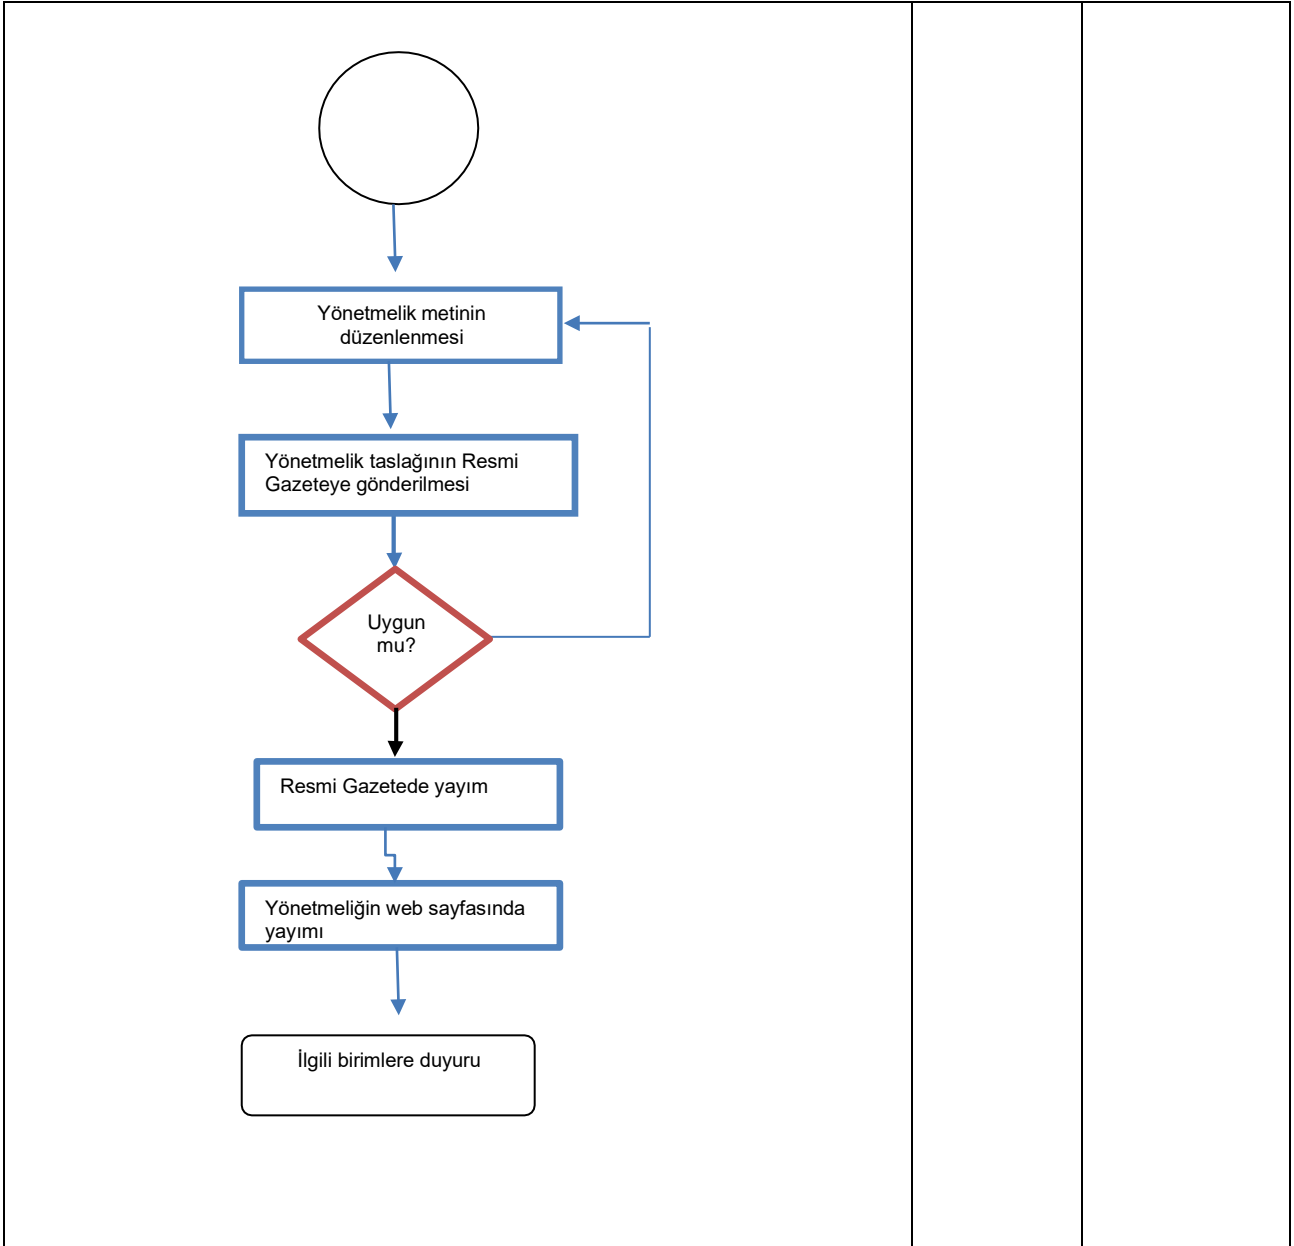 Yönetmelik metinin
düzenlenmesi
Yönetmelik taslağının Resmi
Gazeteye gönderilmesi
Uygun
mu?
Resmi Gazetede yayım
Yönetmeliğin web sayfasında
yayımı
İlgili birimlere duyuru